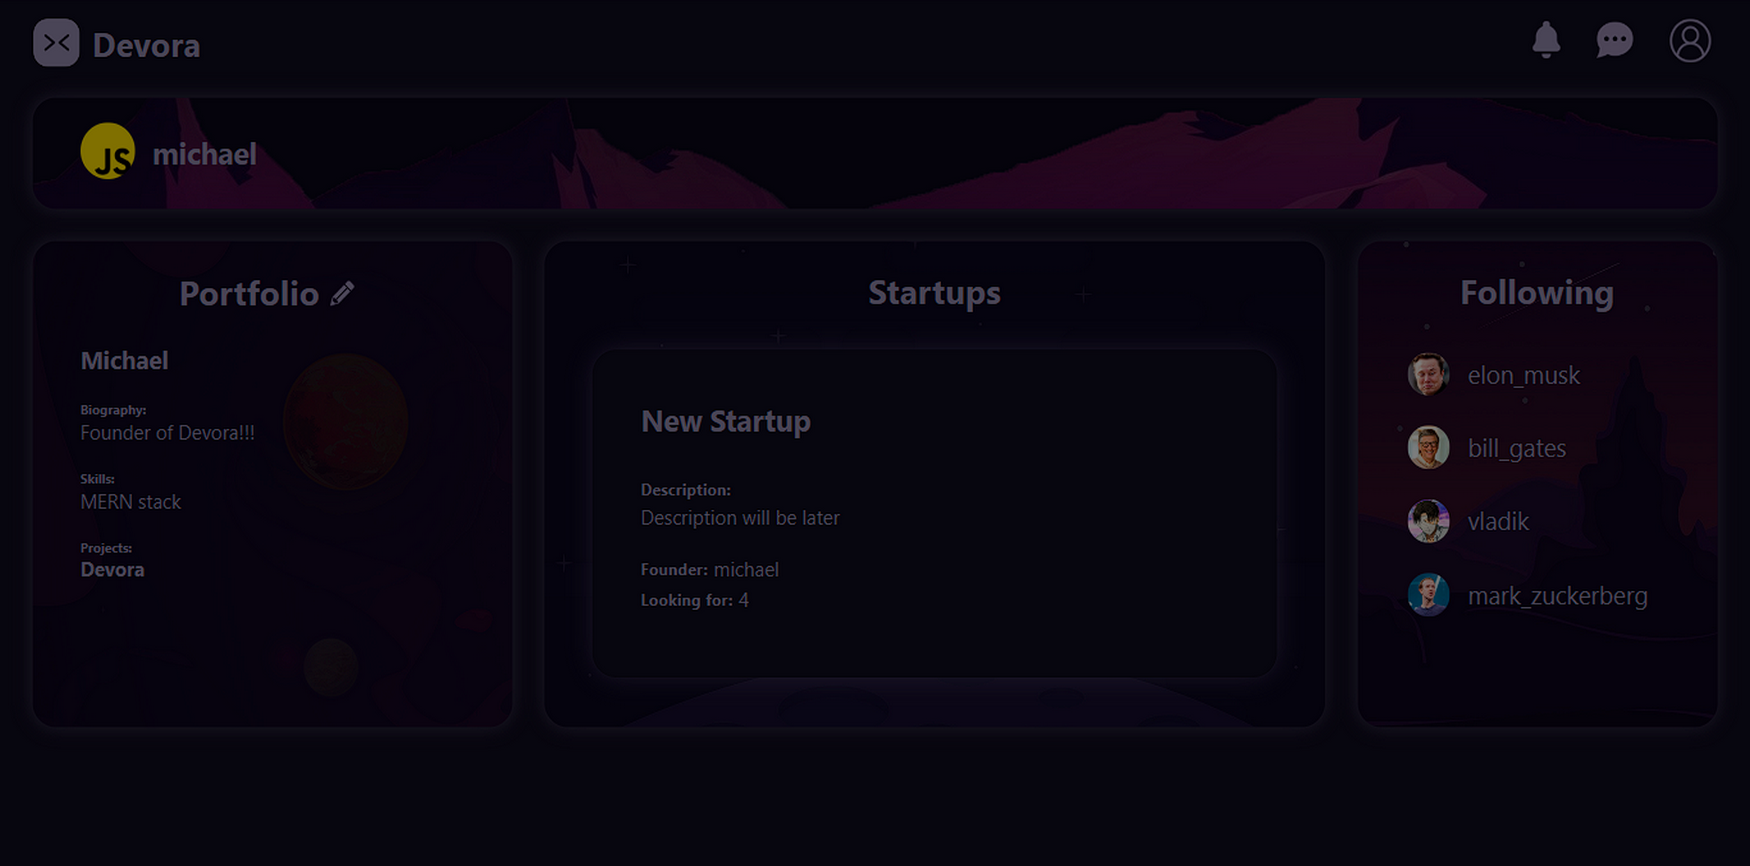 Devora
JS
michael
Portfolio
Michael
Biography:
Founder of Devora!!!
Skills:
MERN stack
Projects:
Devora
Startups
New Startup
Description:
Description will be later
Founder: michael
Looking for: 4
Following
elon_musk
bill_gates
vladik
mark_zuckerberg